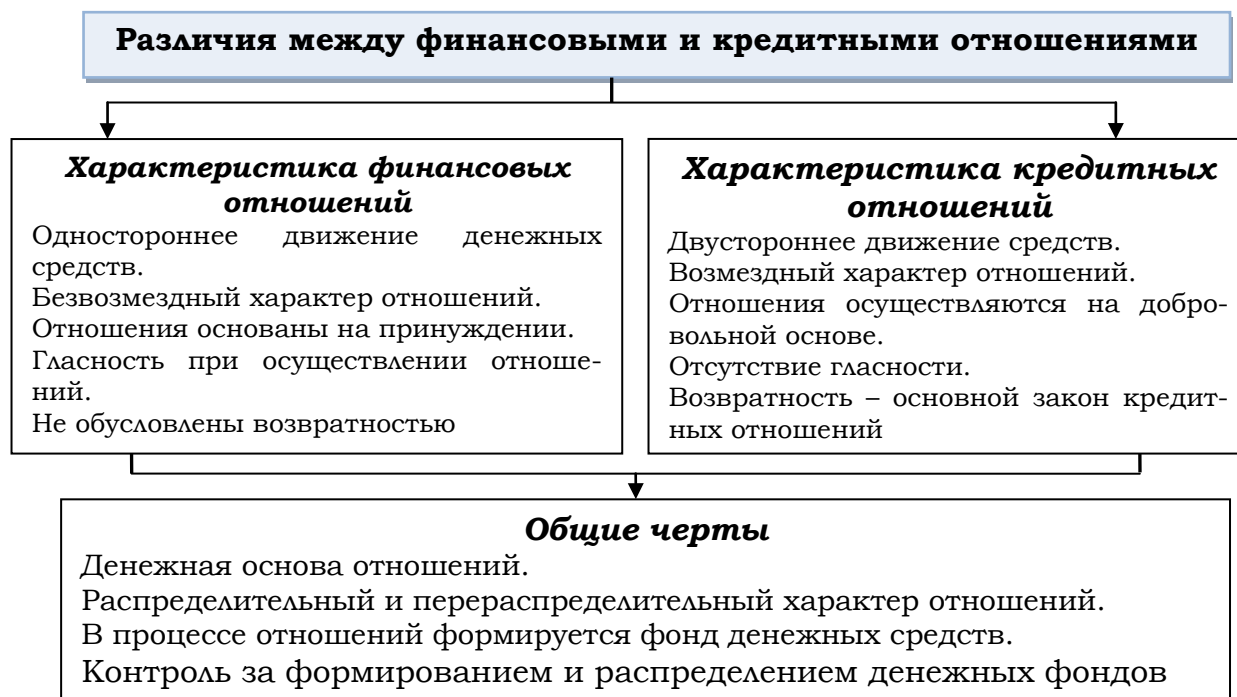 Различия между финансовыми и кредитными отношениями
Характеристика финансовых
отношений
Одностороннее движение денежных
средств.
Безвозмездный характер отношений.
Отношения основаны на принуждении.
Гласность при осуществлении отноше-
ний.
Не обусловлены возвратностью
Характеристика кредитных
отношений
Двустороннее движение средств.
Возмездный характер отношений.
Отношения осуществляются на добро-
вольной основе.
Отсутствие гласности.
Возвратность – основной закон кредит-
ных отношений
Общие черты
Денежная основа отношений.
Распределительный и перераспределительный характер отношений.
В процессе отношений формируется фонд денежных средств.
Контроль за формированием и распределением денежных фондов